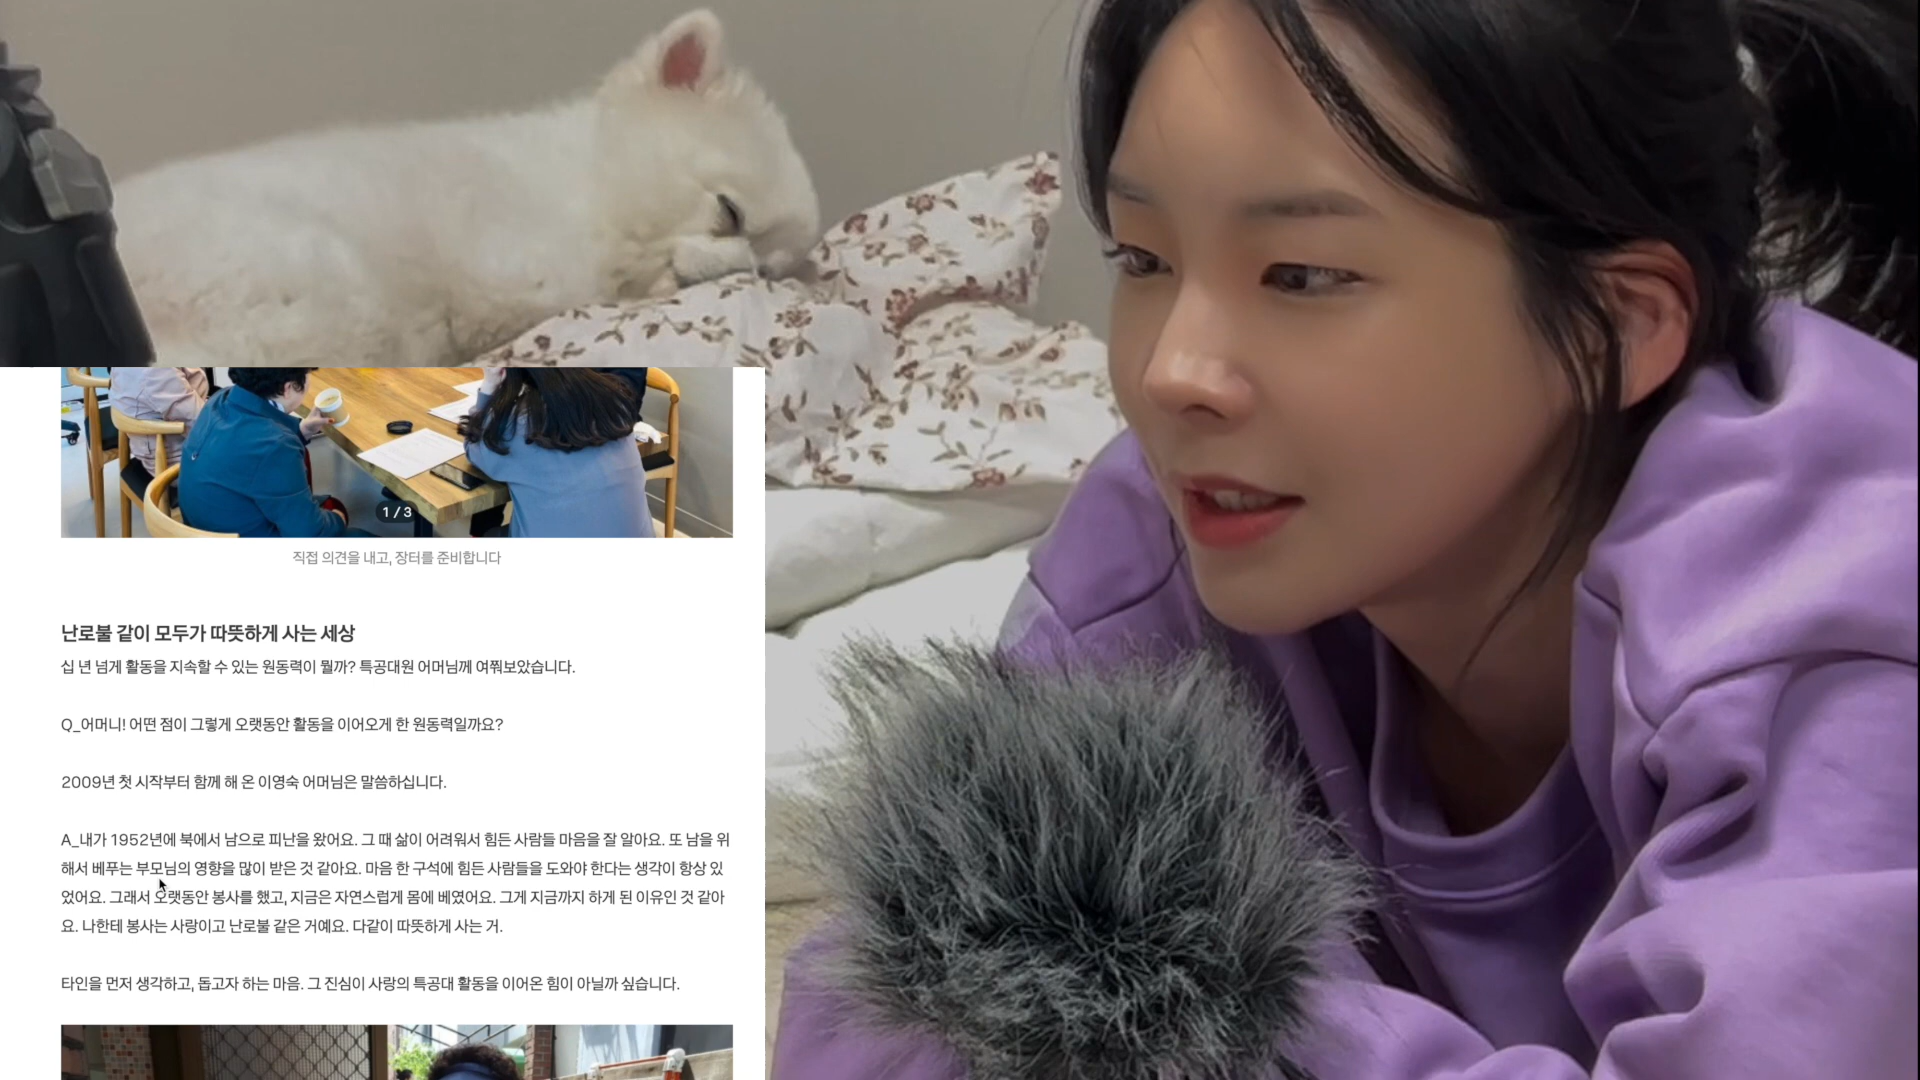 1 / 3
직접 의견을 내고, 장터를 준비합니다
난로불 같이 모두가 따뜻하게 사는 세상
십 년 넘게 활동을 지속할 수 있는 원동력이 뭘까? 특공대원 어머님께 여쭤보았습니다.
Q_어머니! 어떤 점이 그렇게 오랫동안 활동을 이어오게 한 원동력일까요?
2009년 첫 시작부터 함께 해 온 이영숙 어머님은 말씀하십니다.
A_내가 1952년에 북에서 남으로 피난을 왔어요. 그 때 삶이 어려워서 힘든 사람들 마음을 잘 알아요. 또 남을 위
해서 베푸는 부모님의 영향을 많이 받은 것 같아요. 마음 한 구석에 힘든 사람들을 도와야 한다는 생각이 항상 있
었어요. 그래서 오랫동안 봉사를 했고, 지금은 자연스럽게 몸에 베였어요. 그게 지금까지 하게 된 이유인 것 같아
요. 나한테 봉사는 사랑이고 난로불 같은 거예요. 다같이 따뜻하게 사는 거.
타인을 먼저 생각하고, 돕고자 하는 마음. 그 진심이 사랑의 특공대 활동을 이어온 힘이 아닐까 싶습니다.